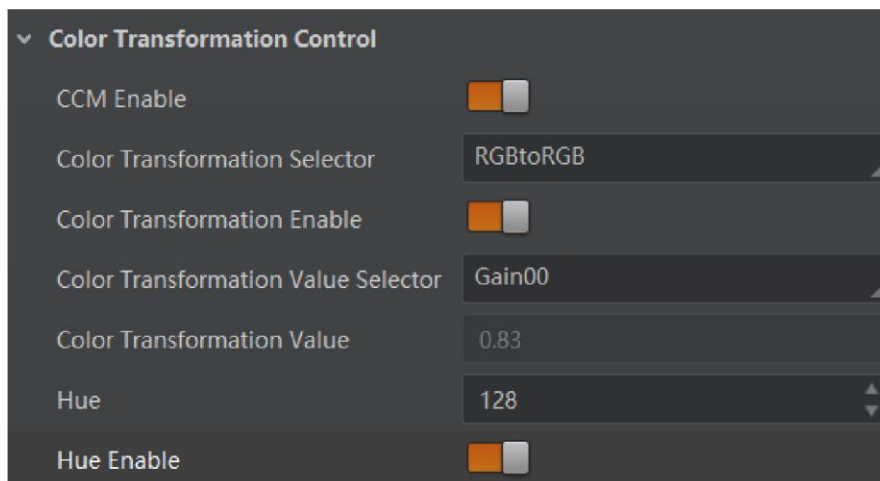 Color Transformation Control
CCM Enable
Color Transformation Selector RGBtoRGB
Color Transformation Enable
Color Transformation Value Selector Gain00
Color Transformation Value 0.83
Hue 128
Hue Enable